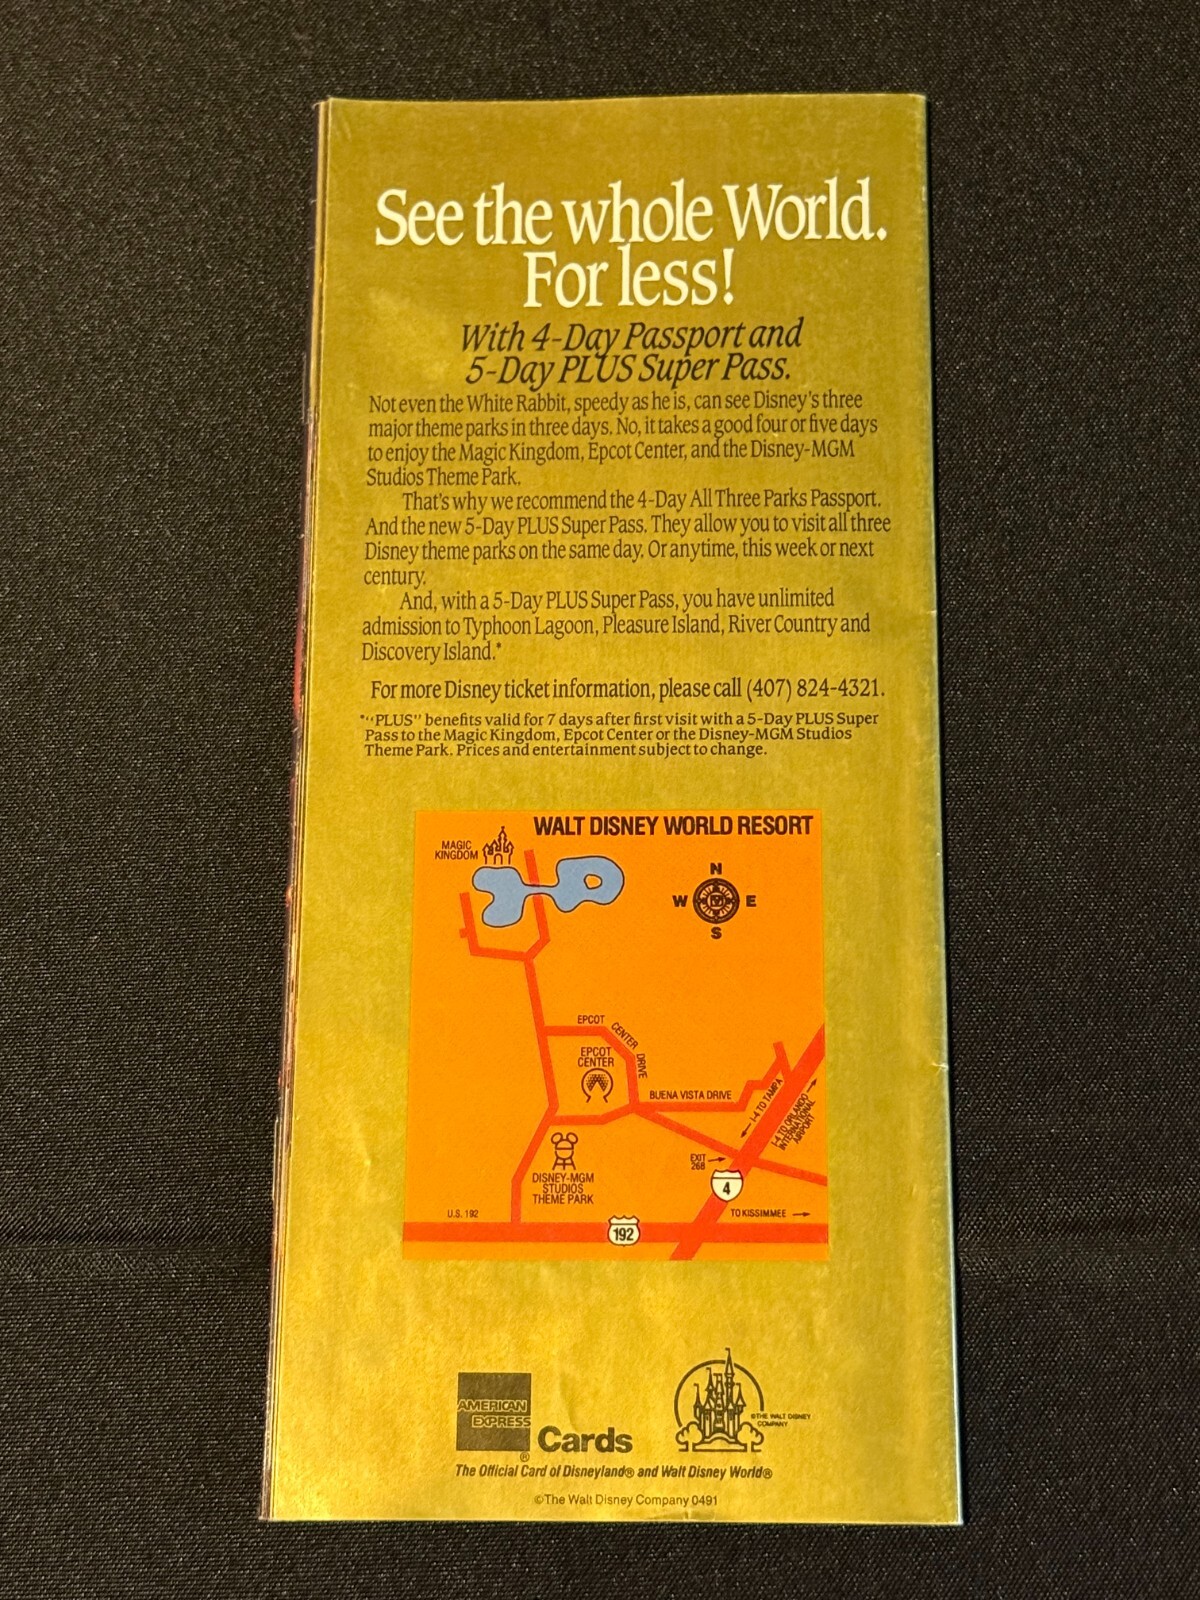 See the whole World.
For less!
With 4-Day Passport and
5-Day PLUS Super Pass.
Not even the White Rabbit, speedy as he is, can see Disney's three
major theme parks in three days. No, it takes a good four or five days
to enjoy the Magic Kingdom, Epcot Center, and the Disney-MGM
Studios Theme Park.
That's why we recommend the 4-Day All Three Parks Passport.
And the new 5-Day PLUS Super Pass. They allow you to visit all three
Disney theme parks on the same day. Or anytime, this week or next
century.
And, with a 5-Day PLUS Super Pass, you have unlimited
admission to Typhoon Lagoon, Pleasure Island, River Country and
Discovery Island.*
For more Disney ticket information, please call (407) 824-4321.
*"PLUS" benefits valid for 7 days after first visit with a 5-Day PLUS Super
Pass to the Magic Kingdom, Epcot Center or the Disney-MGM Studios
Theme Park. Prices and entertainment subject to change.
WALT DISNEY WORLD RESORT
MAGIC
KINGDOM
N
W E
S
EPCOT CENTER DRIVE
EPCOT
CENTER
BUENA VISTA DRIVE
I-4 TO TAMPA
I-4 TO ORLANDO
INTERNATIONAL
AIRPORT
EXIT
26B
4
DISNEY-MGM
STUDIOS
THEME PARK
U.S. 192
TO KISSIMMEE
192
AMERICAN
EXPRESS
® Cards
©THE WALT DISNEY
COMPANY
The Official Card of Disneyland® and Walt Disney World®
©The Walt Disney Company 0491